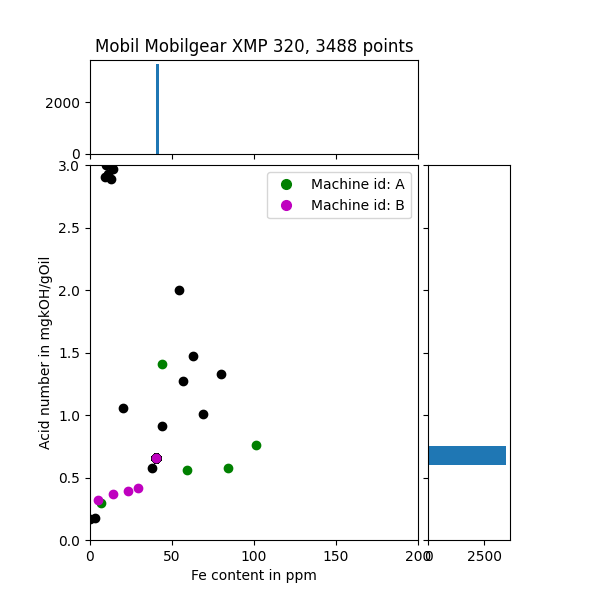 Mobil Mobilgear XMP 320, 3488 points
2000
0
3.0
2.5
2.0
1.5
1.0
0.5
0.0
Acid number in mgkOH/gOil
Machine id: A
Machine id: B
0 50 100 150 200
0 2500
Fe content in ppm